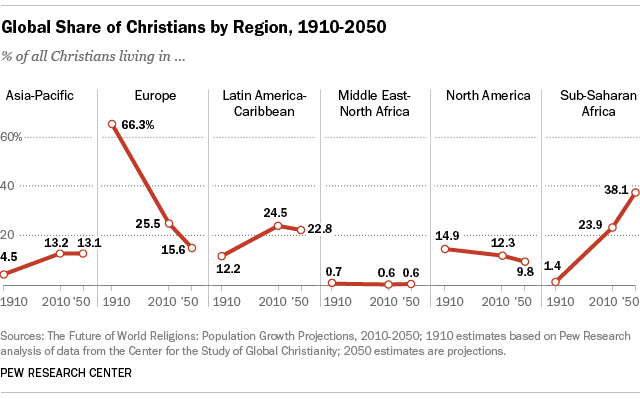 Global Share of Christians by Region, 1910-2050
% of all Christians living in ...
Asia-Pacific
Europe
Latin America-
Caribbean
Middle East-
North Africa
North America
Sub-Saharan
Africa
60%
40
20
4.5
13.2
13.1
1910
2010
'50
66.3%
25.5
15.6
1910
2010
'50
12.2
24.5
22.8
1910
2010
'50
0.7
0.6
0.6
1910
2010
'50
14.9
12.3
9.8
1910
2010
'50
1.4
23.9
38.1
1910
2010
'50
Sources: The Future of World Religions: Population Growth Projections, 2010-2050; 1910 estimates based on Pew Research
analysis of data from the Center for the Study of Global Christianity; 2050 estimates are projections.
PEW RESEARCH CENTER